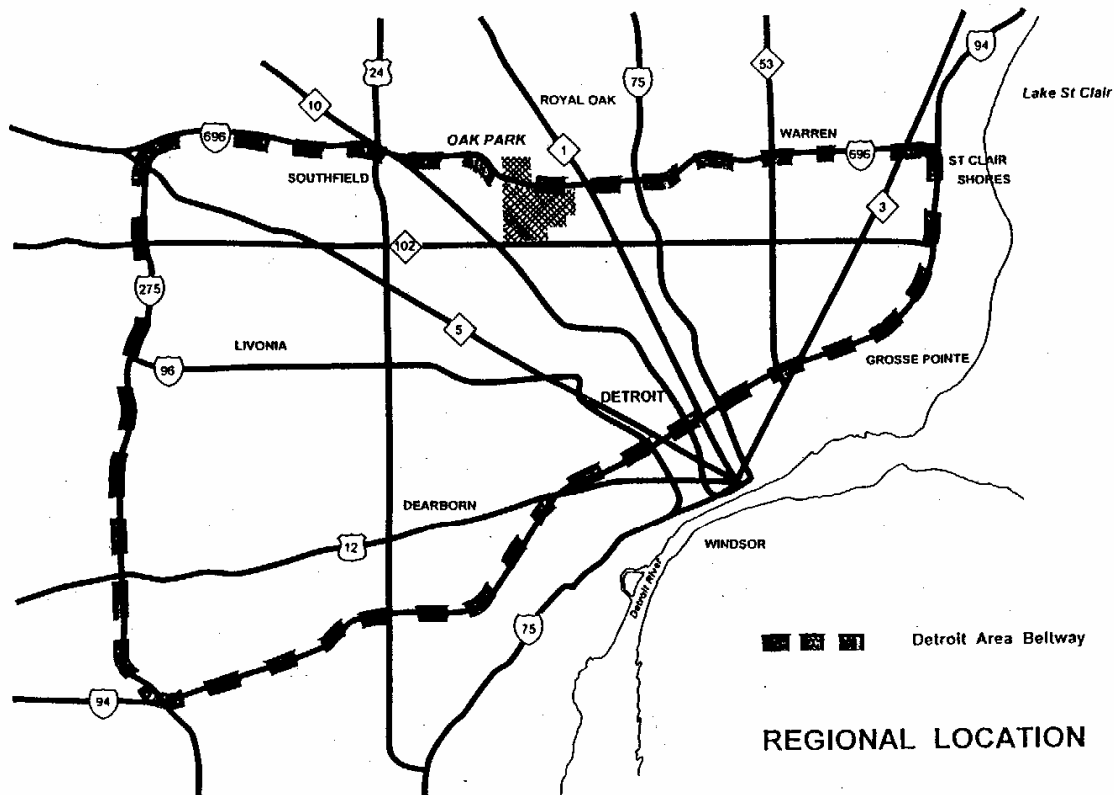 94
24
53
75
Lake St Clair
10
ROYAL OAK
OAK PARK
WARREN
696
1
696
SOUTHFIELD
ST CLAIR
SHORES
3
102
275
5
LIVONIA
96
GROSSE POINTE
DETROIT
DEARBORN
12
WINDSOR
Detroit River
75
Detroit Area Beltway
94
REGIONAL LOCATION